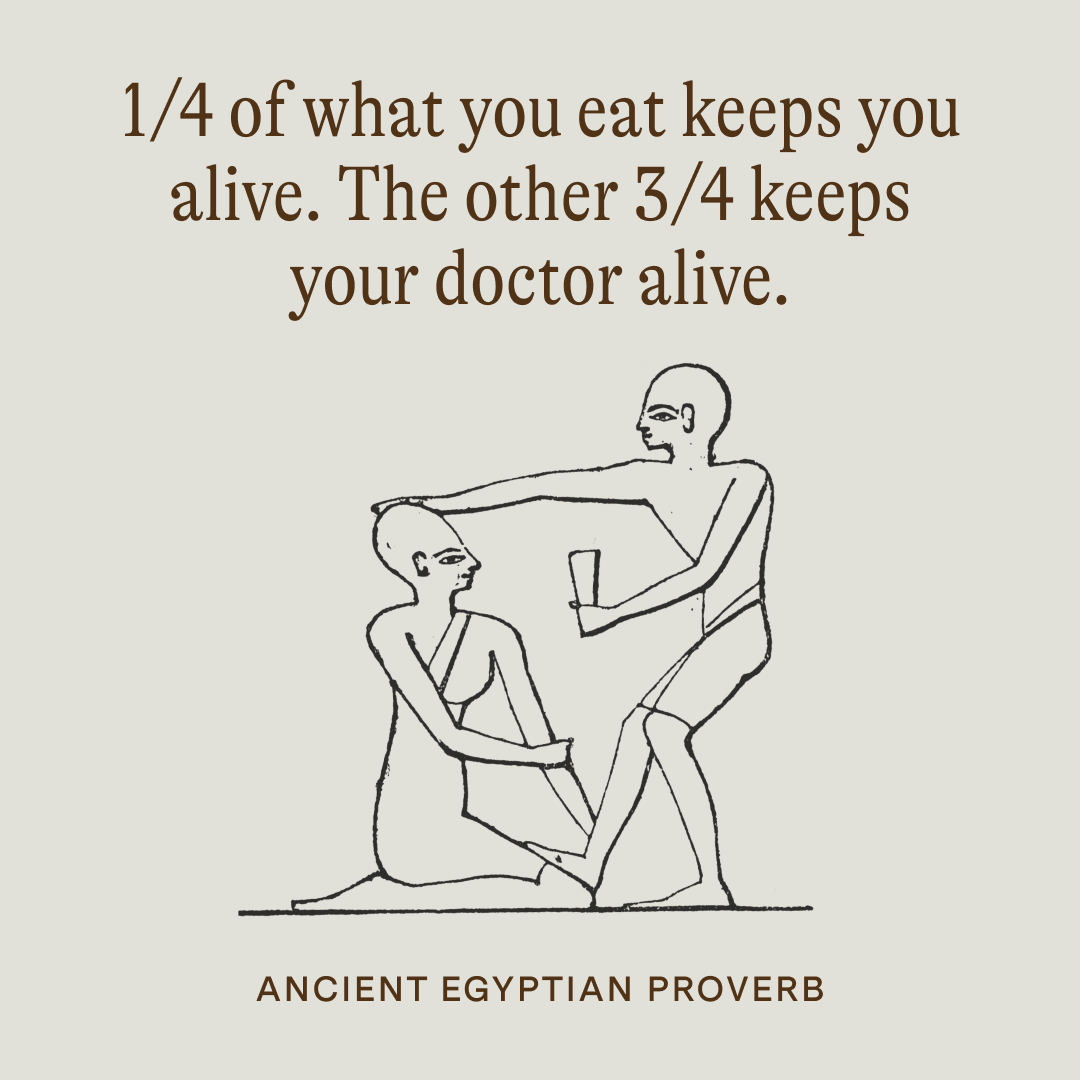 1/4 of what you eat keeps you
alive. The other 3/4 keeps
your doctor alive.
ANCIENT EGYPTIAN PROVERB